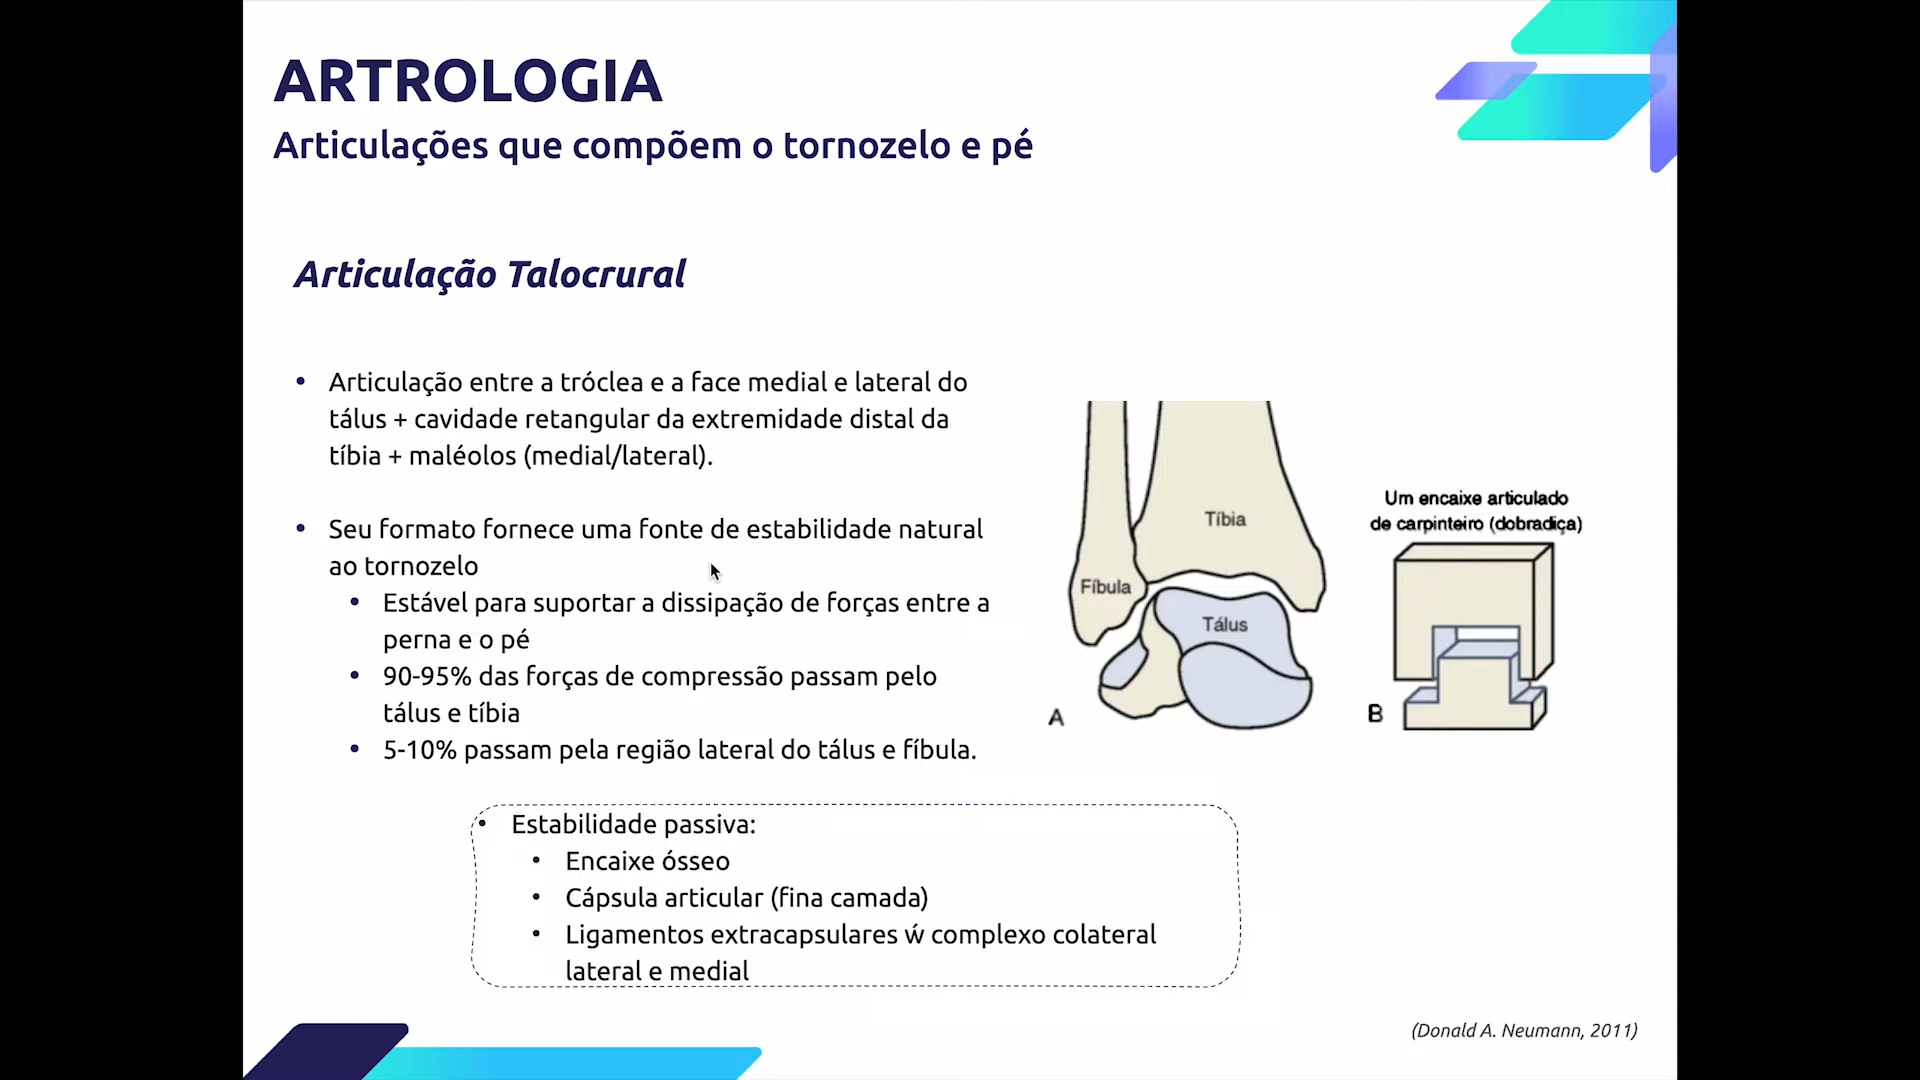 ARTROLOGIA
Articulações que compõem o tornozelo e pé
Articulação Talocrural
• Articulação entre a tróclea e a face medial e lateral do
tálus + cavidade retangular da extremidade distal da
tíbia + maléolos (medial/lateral).
• Seu formato fornece uma fonte de estabilidade natural
ao tornozelo
• Estável para suportar a dissipação de forças entre a
perna e o pé
• 90-95% das forças de compressão passam pelo
tálus e tíbia
• 5-10% passam pela região lateral do tálus e fíbula.
Tíbia
Fíbula
Tálus
A
Um encaixe articulado
de carpinteiro (dobradiça)
B
• Estabilidade passiva:
• Encaixe ósseo
• Cápsula articular (fina camada)
• Ligamentos extracapsulares ẃ complexo colateral
lateral e medial
(Donald A. Neumann, 2011)